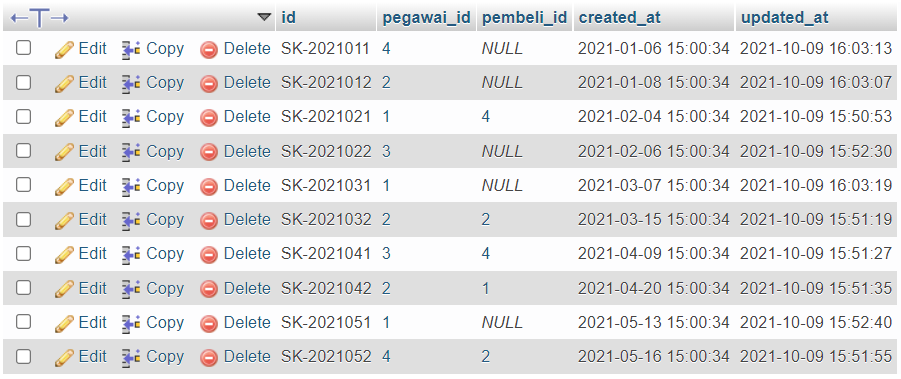 id pegawai_id pembeli_id created_at updated_at
Edit Copy Delete SK-2021011 4 NULL 2021-01-06 15:00:34 2021-10-09 16:03:13
Edit Copy Delete SK-2021012 2 NULL 2021-01-08 15:00:34 2021-10-09 16:03:07
Edit Copy Delete SK-2021021 1 4 2021-02-04 15:00:34 2021-10-09 15:50:53
Edit Copy Delete SK-2021022 3 NULL 2021-02-06 15:00:34 2021-10-09 15:52:30
Edit Copy Delete SK-2021031 1 NULL 2021-03-07 15:00:34 2021-10-09 16:03:19
Edit Copy Delete SK-2021032 2 2 2021-03-15 15:00:34 2021-10-09 15:51:19
Edit Copy Delete SK-2021041 3 4 2021-04-09 15:00:34 2021-10-09 15:51:27
Edit Copy Delete SK-2021042 2 1 2021-04-20 15:00:34 2021-10-09 15:51:35
Edit Copy Delete SK-2021051 1 NULL 2021-05-13 15:00:34 2021-10-09 15:52:40
Edit Copy Delete SK-2021052 4 2 2021-05-16 15:00:34 2021-10-09 15:51:55